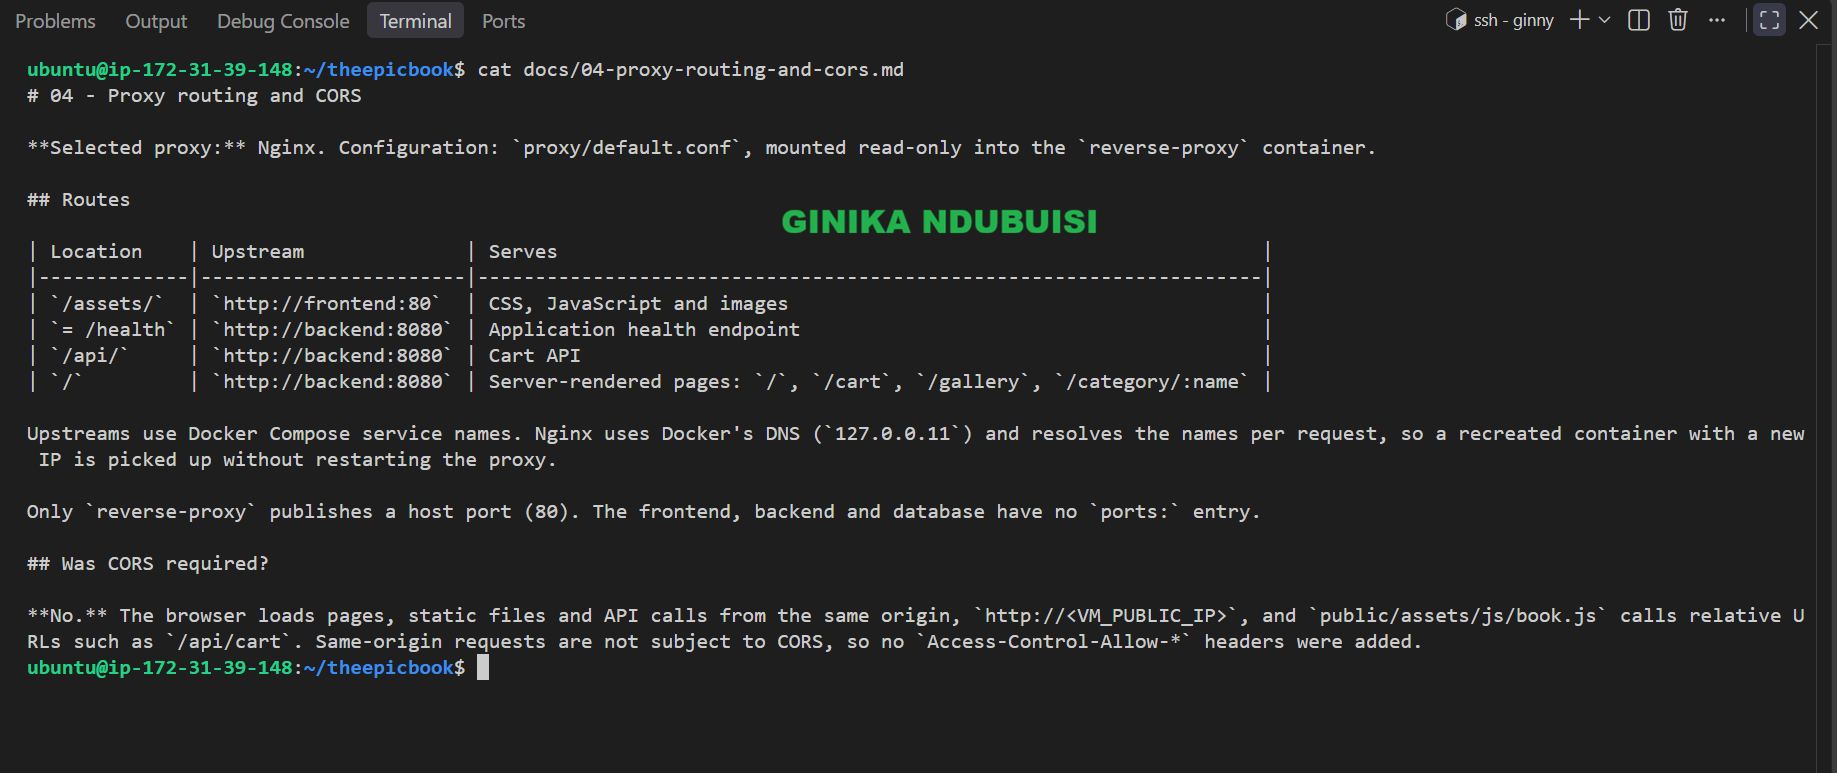 Problems Output Debug Console Terminal Ports ssh - ginny
ubuntu@ip-172-31-39-148:~/theepicbook$ cat docs/04-proxy-routing-and-cors.md
# 04 - Proxy routing and CORS
**Selected proxy:** Nginx. Configuration: `proxy/default.conf`, mounted read-only into the `reverse-proxy` container.
## Routes
GINIKA NDUBUISI
| Location | Upstream | Serves |
|-------------|-----------------------|--------------------------------------------------------------------|
| `/assets/` | `http://frontend:80` | CSS, JavaScript and images |
| `= /health` | `http://backend:8080` | Application health endpoint |
| `/api/` | `http://backend:8080` | Cart API |
| `/` | `http://backend:8080` | Server-rendered pages: `/`, `/cart`, `/gallery`, `/category/:name` |
Upstreams use Docker Compose service names. Nginx uses Docker's DNS (`127.0.0.11`) and resolves the names per request, so a recreated container with a new
IP is picked up without restarting the proxy.
Only `reverse-proxy` publishes a host port (80). The frontend, backend and database have no `ports:` entry.
## Was CORS required?
**No.** The browser loads pages, static files and API calls from the same origin, `http://<VM_PUBLIC_IP>`, and `public/assets/js/book.js` calls relative U
RLs such as `/api/cart`. Same-origin requests are not subject to CORS, so no `Access-Control-Allow-*` headers were added.
ubuntu@ip-172-31-39-148:~/theepicbook$